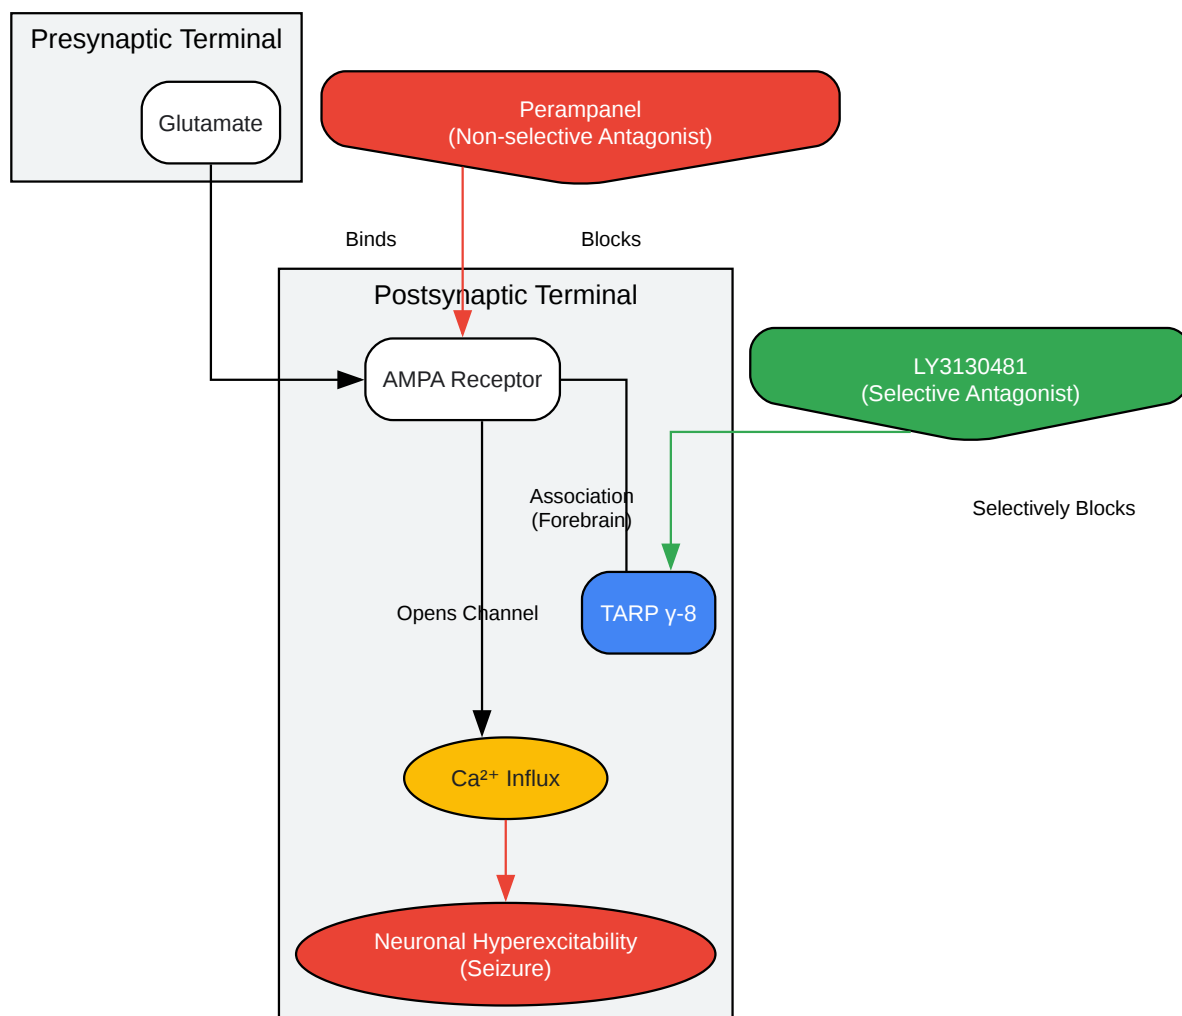 Presynaptic Terminal
Glutamate
Perampanel
(Non-selective Antagonist)
Binds
Blocks
Postsynaptic Terminal
AMPA Receptor
LY3130481
(Selective Antagonist)
Association
(Forebrain)
Selectively Blocks
Opens Channel
TARP γ-8
Ca²⁺ Influx
Neuronal Hyperexcitability
(Seizure)